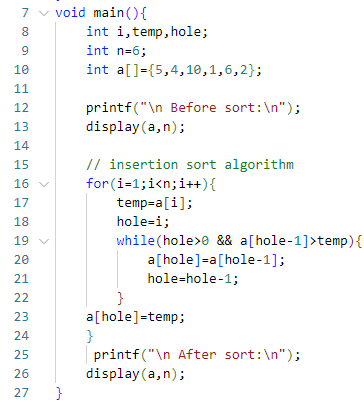 7 void main(){
8 int i,temp,hole;
9 int n=6;
10 int a[]={5,4,10,1,6,2};
11
12 printf("\n Before sort:\n");
13 display(a,n);
14
15 // insertion sort algorithm
16 for(i=1;i<n;i++){
17 temp=a[i];
18 hole=i;
19 while(hole>0 && a[hole-1]>temp){
20 a[hole]=a[hole-1];
21 hole=hole-1;
22 }
23 a[hole]=temp;
24 }
25 printf("\n After sort:\n");
26 display(a,n);
27 }